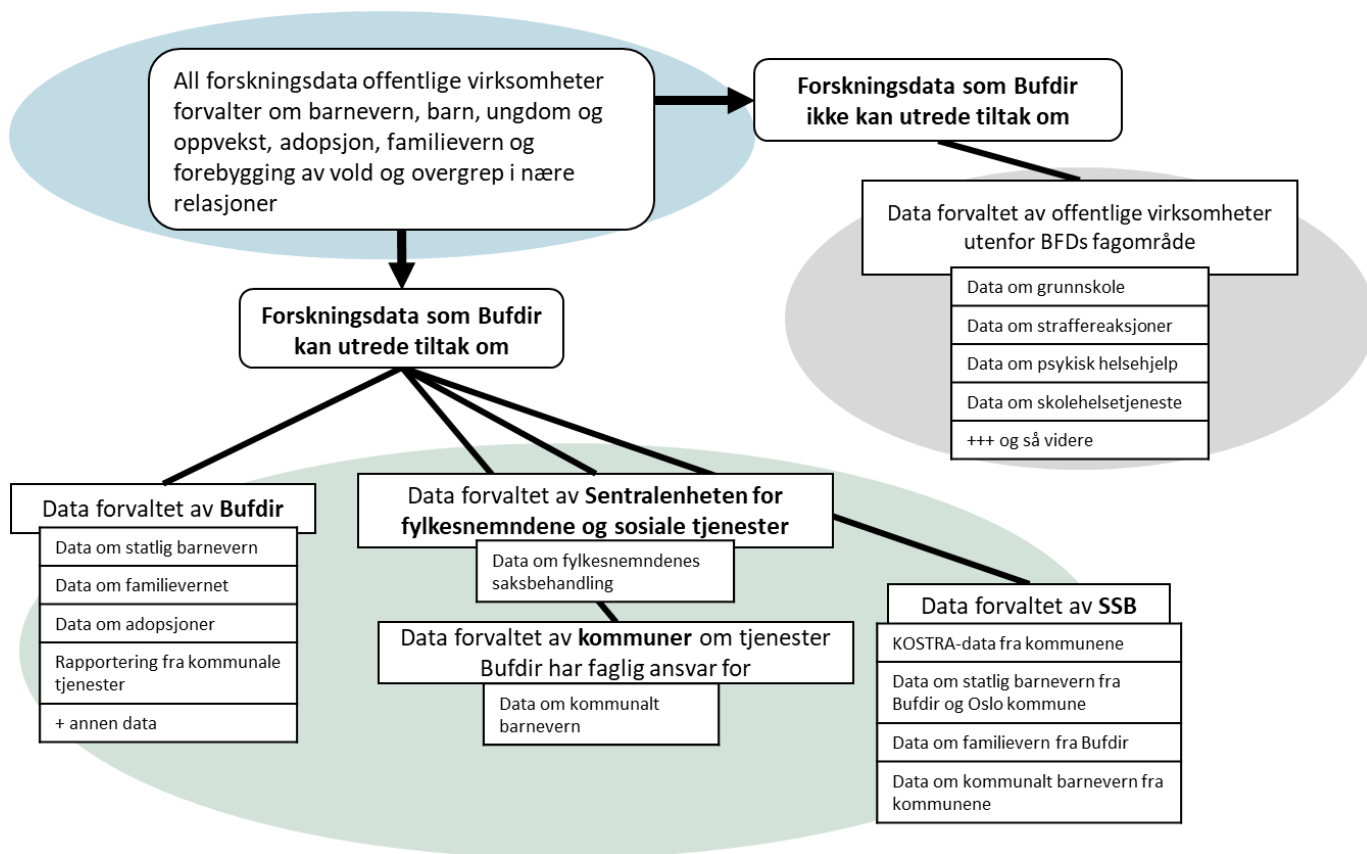 All forskningsdata offentlige virksomheter
forvalter om barnevern, barn, ungdom og
oppvekst, adopsjon, familievern og
forebygging av vold og overgrep i nære
relasjoner
Forskningsdata som Bufdir
ikke kan utrede tiltak om
Data forvaltet av offentlige virksomheter
utenfor BFDs fagområde
Data om grunnskole
Data om straffereaksjoner
Data om psykisk helsehjelp
Data om skolehelsetjeneste
+++ og så videre
Forskningsdata som Bufdir
kan utrede tiltak om
Data forvaltet av Bufdir
Data om statlig barnevern
Data om familievernet
Data om adopsjoner
Rapportering fra kommunale
tjenester
+ annen data
Data forvaltet av Sentralenheten for
fylkesnemndene og sosiale tjenester
Data om fylkesnemndenes
saksbehandling
Data forvaltet av kommuner om tjenester
Bufdir har faglig ansvar for
Data om kommunalt
barnevern
Data forvaltet av SSB
KOSTRA-data fra kommunene
Data om statlig barnevern fra
Bufdir og Oslo kommune
Data om familievern fra Bufdir
Data om kommunalt barnevern fra
kommunene